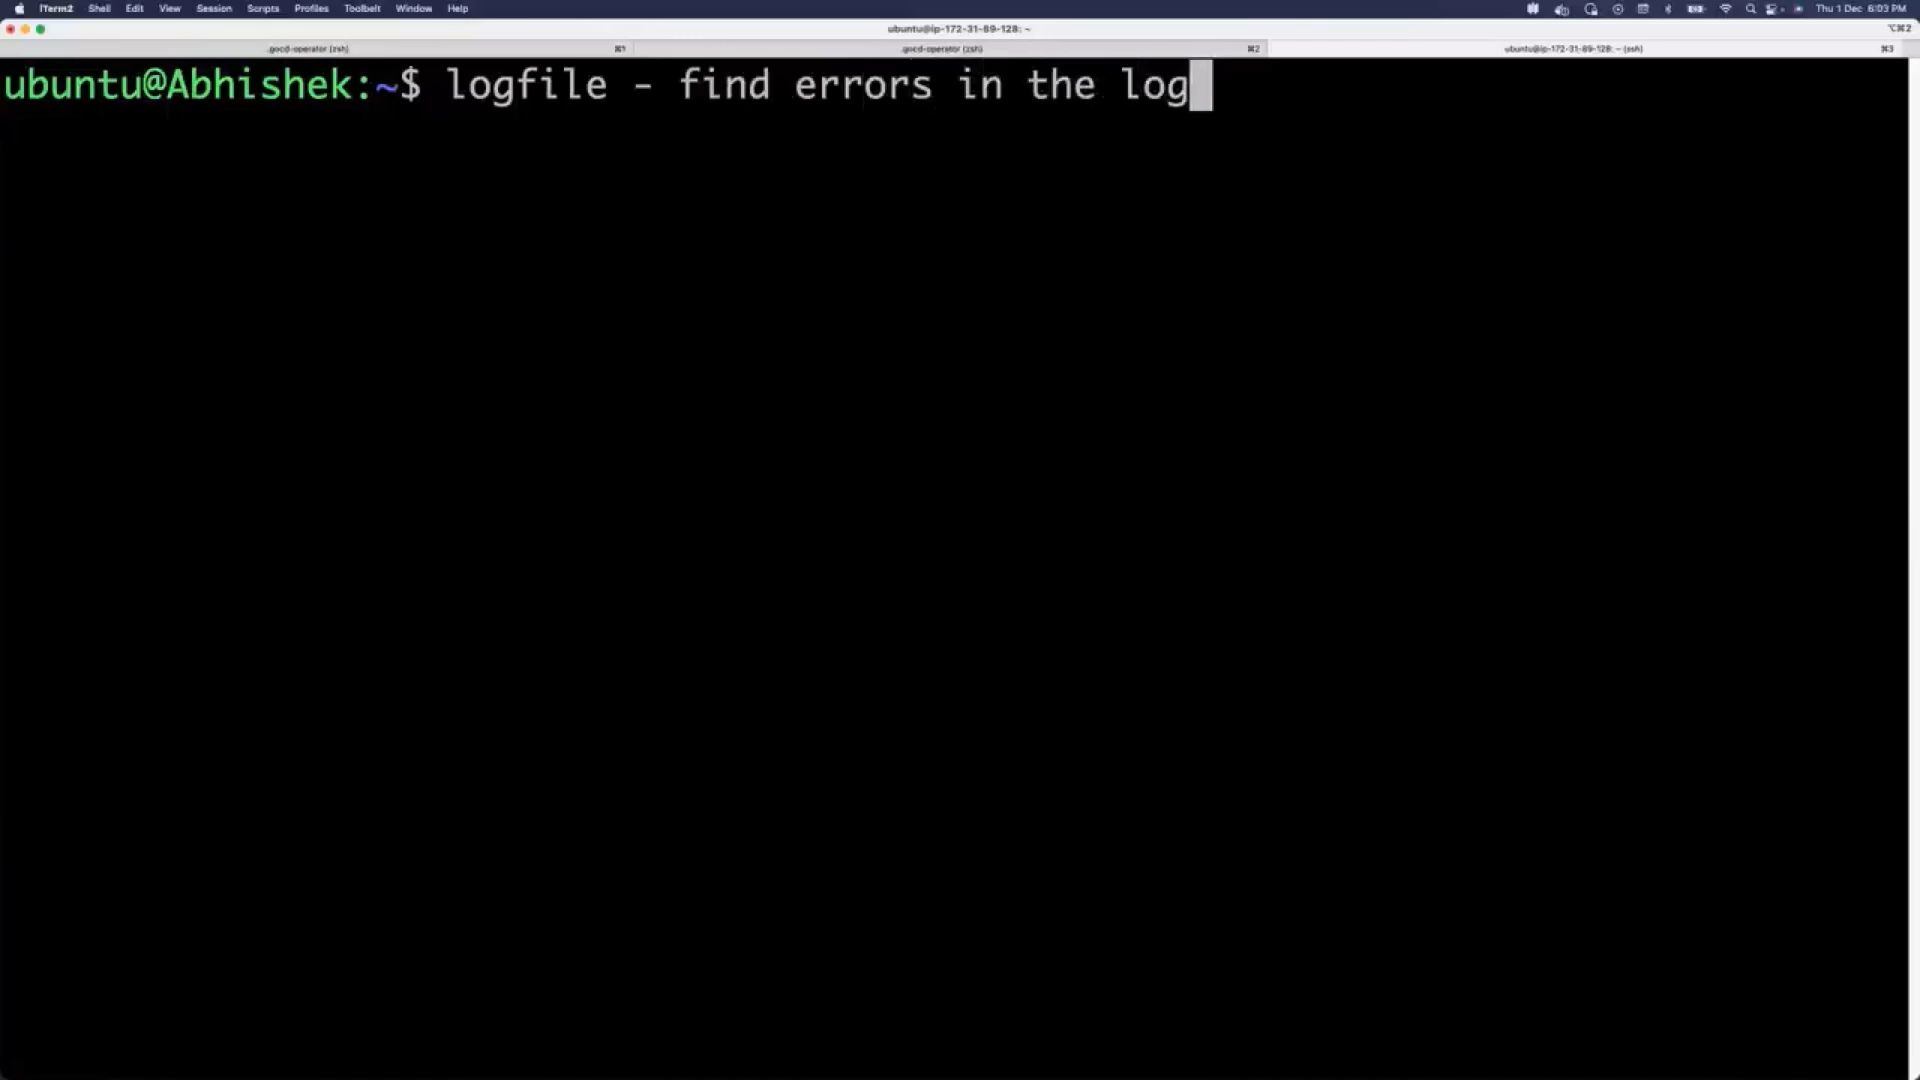 iTerm2 Shell Edit View Session Scripts Profiles Toolbelt Window Help Thu 1 Dec 6:03 PM
ubuntu@ip-172-31-89-128: ~ ⌥⌘2
.gocd-operator (zsh) ⌘1 .gocd-operator (zsh) ⌘2 ubuntu@ip-172-31-89-128: ~ (ssh) ⌘3
ubuntu@Abhishek:~$ logfile - find errors in the log